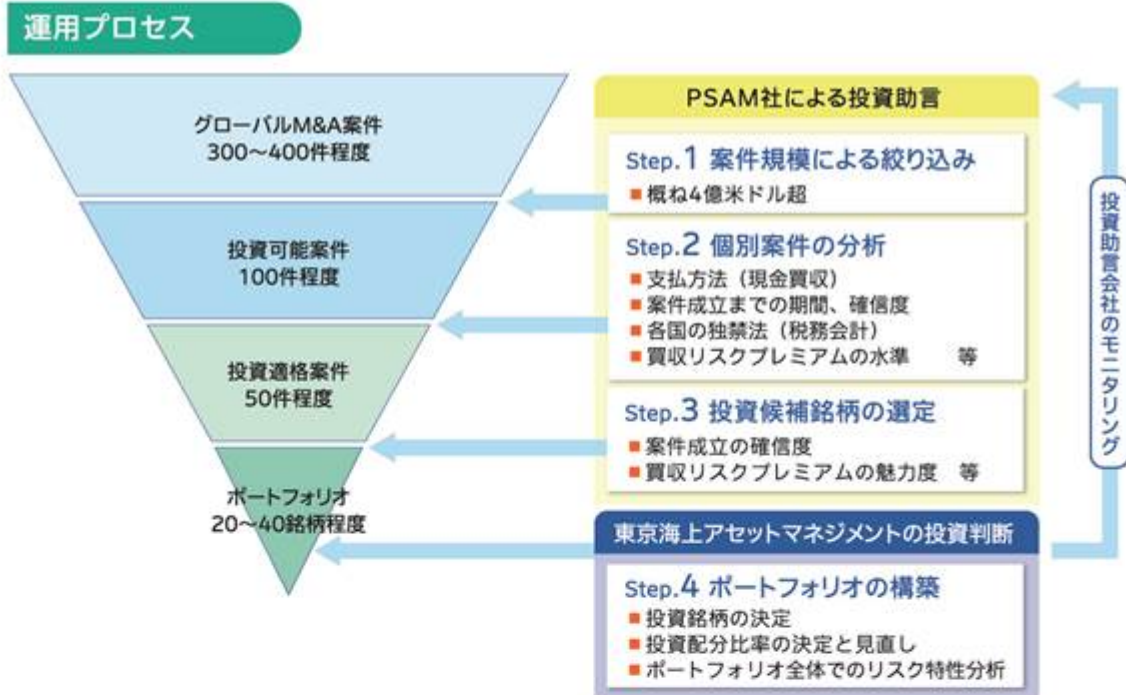 運用プロセス
グローバルM&A案件
300〜400件程度
投資可能案件
100件程度
投資適格案件
50件程度
ポートフォリオ
20〜40銘柄程度
PSAM社による投資助言
Step.1 案件規模による絞り込み
■ 概ね4億米ドル超
Step.2 個別案件の分析
■ 支払方法（現金買収）
■ 案件成立までの期間、確信度
■ 各国の独禁法（税務会計）
■ 買収リスクプレミアムの水準　等
Step.3 投資候補銘柄の選定
■ 案件成立の確信度
■ 買収リスクプレミアムの魅力度　等
東京海上アセットマネジメントの投資判断
Step.4 ポートフォリオの構築
■ 投資銘柄の決定
■ 投資配分比率の決定と見直し
■ ポートフォリオ全体でのリスク特性分析
投資助言会社のモニタリング